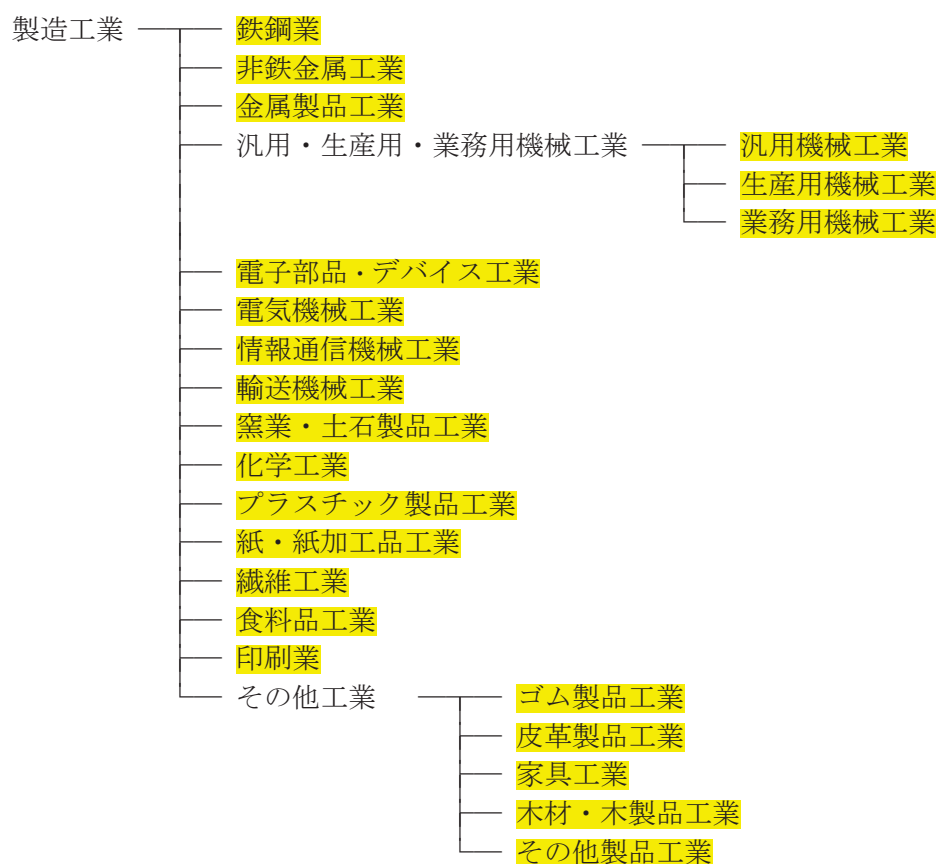 製造工業 鉄鋼業
非鉄金属工業
金属製品工業
汎用・生産用・業務用機械工業 汎用機械工業
生産用機械工業
業務用機械工業
電子部品・デバイス工業
電気機械工業
情報通信機械工業
輸送機械工業
窯業・土石製品工業
化学工業
プラスチック製品工業
紙・紙加工品工業
繊維工業
食料品工業
印刷業
その他工業 ゴム製品工業
皮革製品工業
家具工業
木材・木製品工業
その他製品工業